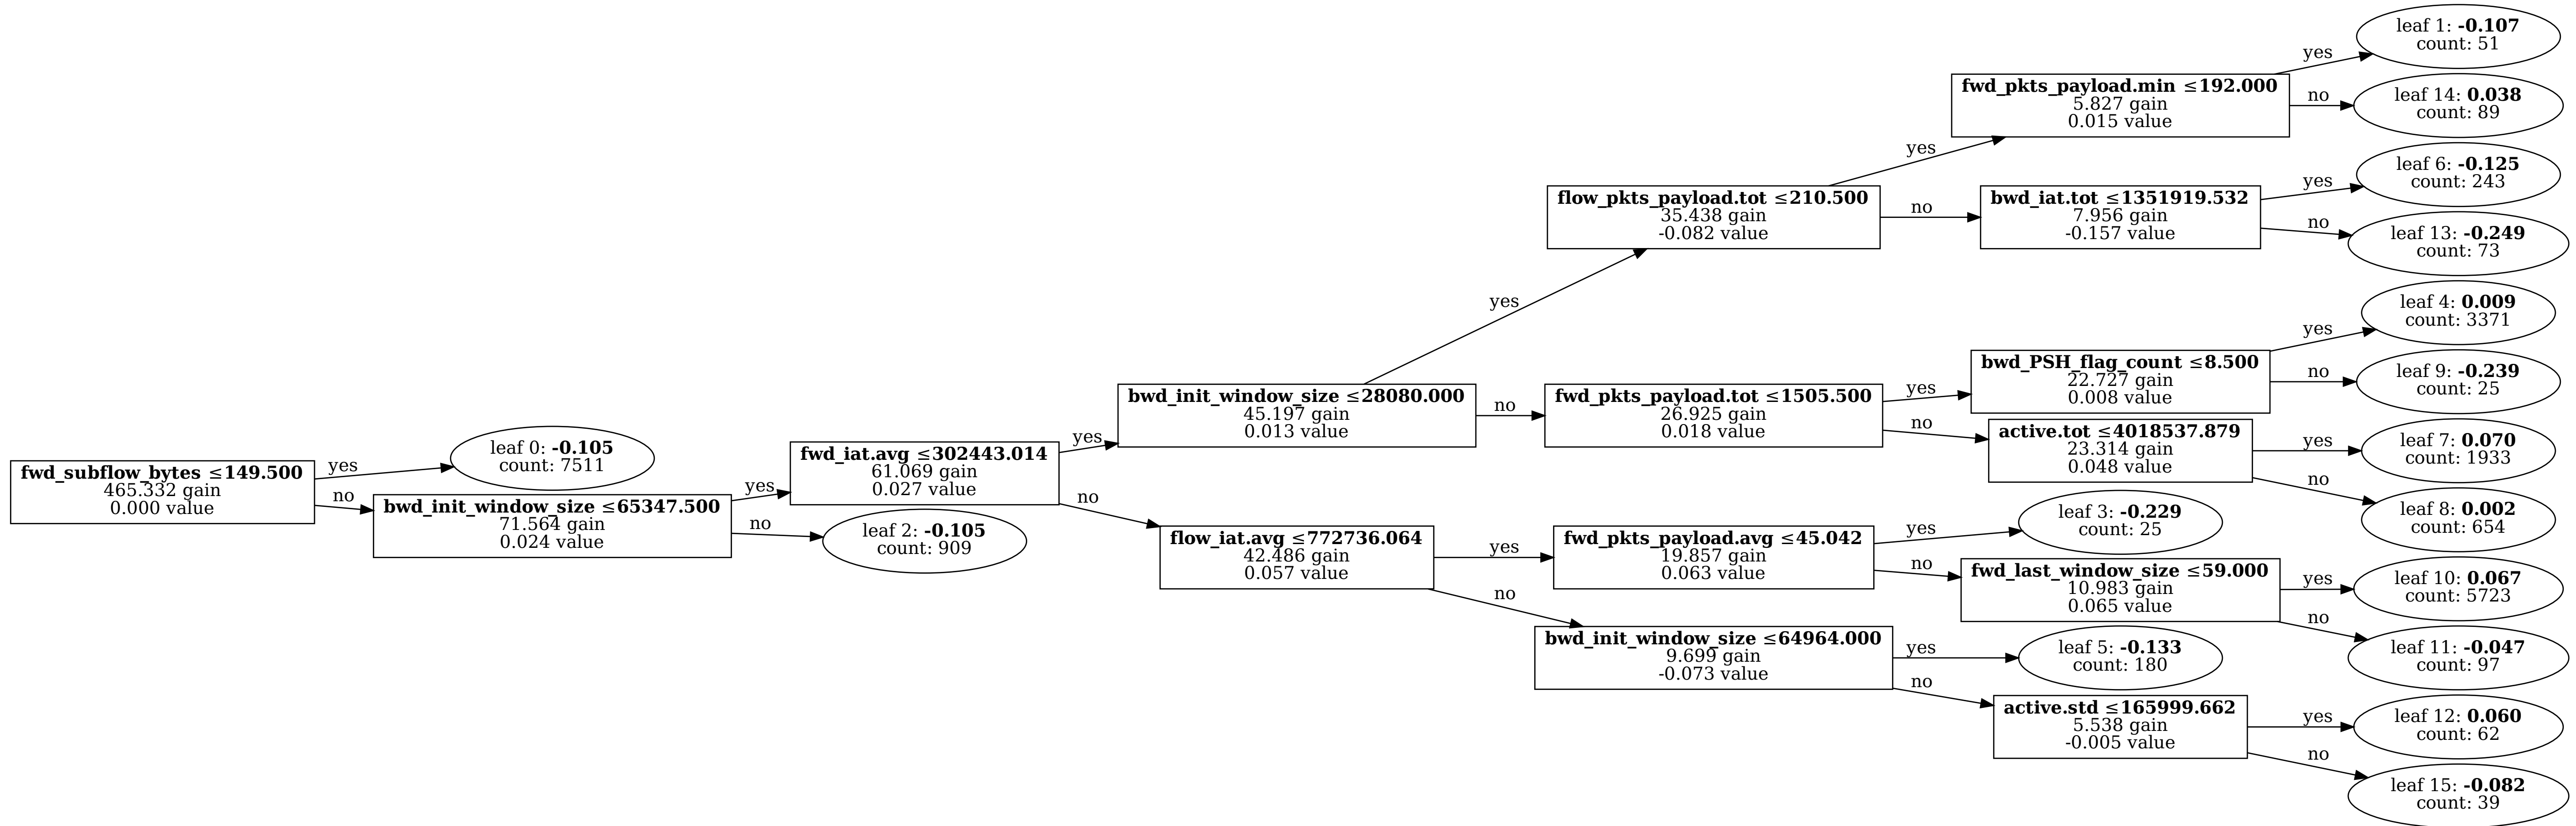 fwd_subflow_bytes ≤149.500
465.332 gain
0.000 value
yes
no
leaf 0: -0.105
count: 7511
bwd_init_window_size ≤65347.500
71.564 gain
0.024 value
yes
no
fwd_iat.avg ≤302443.014
61.069 gain
0.027 value
leaf 2: -0.105
count: 909
yes
no
bwd_init_window_size ≤28080.000
45.197 gain
0.013 value
yes
no
flow_iat.avg ≤772736.064
42.486 gain
0.057 value
yes
no
flow_pkts_payload.tot ≤210.500
35.438 gain
-0.082 value
yes
no
fwd_pkts_payload.tot ≤1505.500
26.925 gain
0.018 value
yes
no
fwd_pkts_payload.avg ≤45.042
19.857 gain
0.063 value
yes
no
bwd_init_window_size ≤64964.000
9.699 gain
-0.073 value
yes
no
fwd_pkts_payload.min ≤192.000
5.827 gain
0.015 value
yes
no
bwd_iat.tot ≤1351919.532
7.956 gain
-0.157 value
yes
no
bwd_PSH_flag_count ≤8.500
22.727 gain
0.008 value
yes
no
active.tot ≤4018537.879
23.314 gain
0.048 value
yes
no
leaf 3: -0.229
count: 25
fwd_last_window_size ≤59.000
10.983 gain
0.065 value
yes
no
leaf 5: -0.133
count: 180
active.std ≤165999.662
5.538 gain
-0.005 value
yes
no
leaf 1: -0.107
count: 51
leaf 14: 0.038
count: 89
leaf 6: -0.125
count: 243
leaf 13: -0.249
count: 73
leaf 4: 0.009
count: 3371
leaf 9: -0.239
count: 25
leaf 7: 0.070
count: 1933
leaf 8: 0.002
count: 654
leaf 10: 0.067
count: 5723
leaf 11: -0.047
count: 97
leaf 12: 0.060
count: 62
leaf 15: -0.082
count: 39